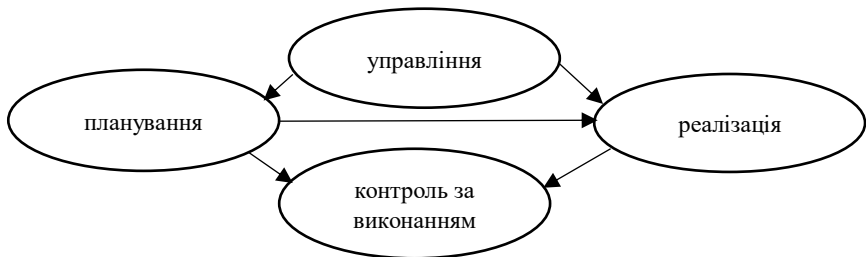 управління
планування
реалізація
контроль за
виконанням